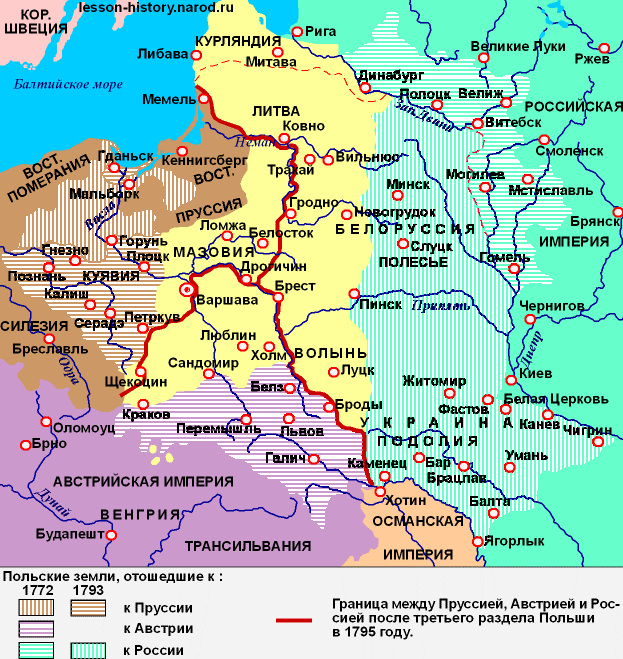 lesson-history.narod.ru
КОР.
ШВЕЦИЯ
Рига
КУРЛЯНДИЯ
Либава
Митава
Великие Луки
Ржев
Балтийское море
Динабург
Мемель
Полоцк
Велиж
Зап. Двина
РОССИЙСКАЯ
ЛИТВА
Витебск
Ковно
Неман
Смоленск
ВОСТ.
ПОМЕРАНИЯ
Гданьск
Кеннигсберг
ВОСТ.
ПРУССИЯ
Вильнюс
Тракай
Могилев
Минск
Мстиславль
Мальборк
Висла
Гродно
Новогрудок
Брянск
БЕЛОРУССИЯ
Ломжа
Белосток
Слуцк
ИМПЕРИЯ
Горунь
ПОЛЕСЬЕ
Гнезно
МАЗОВИЯ
Плоцк
Гомель
Познань
КУЯВИЯ
Дрогичин
Брест
Калиш
Варшава
Пинск
Припять
Чернигов
Серадз
Петркув
СИЛЕЗИЯ
Бреславль
Люблин
Холм
ВОЛЫНЬ
Днепр
Одра
Сандомир
Луцк
Киев
Щекоцин
Белз
Житомир
Белая Церковь
Фастов
Краков
Броды
УКРАИНА
Канев
Оломоуц
Перемышль
Львов
ПОДОЛИЯ
Чигрин
Брно
Галич
Каменец
Бар
Умань
Брацлав
АВСТРИЙСКАЯ ИМПЕРИЯ
Дунай
Хотин
Балта
ВЕНГРИЯ
ОСМАНСКАЯ
Будапешт
ТРАНСИЛЬВАНИЯ
ИМПЕРИЯ
Ягорлык
Польские земли, отошедшие к :
1772 1793
к Пруссии
к Австрии
к России
Граница между Пруссией, Австрией и Рос-
сией после третьего раздела Польши
в 1795 году.